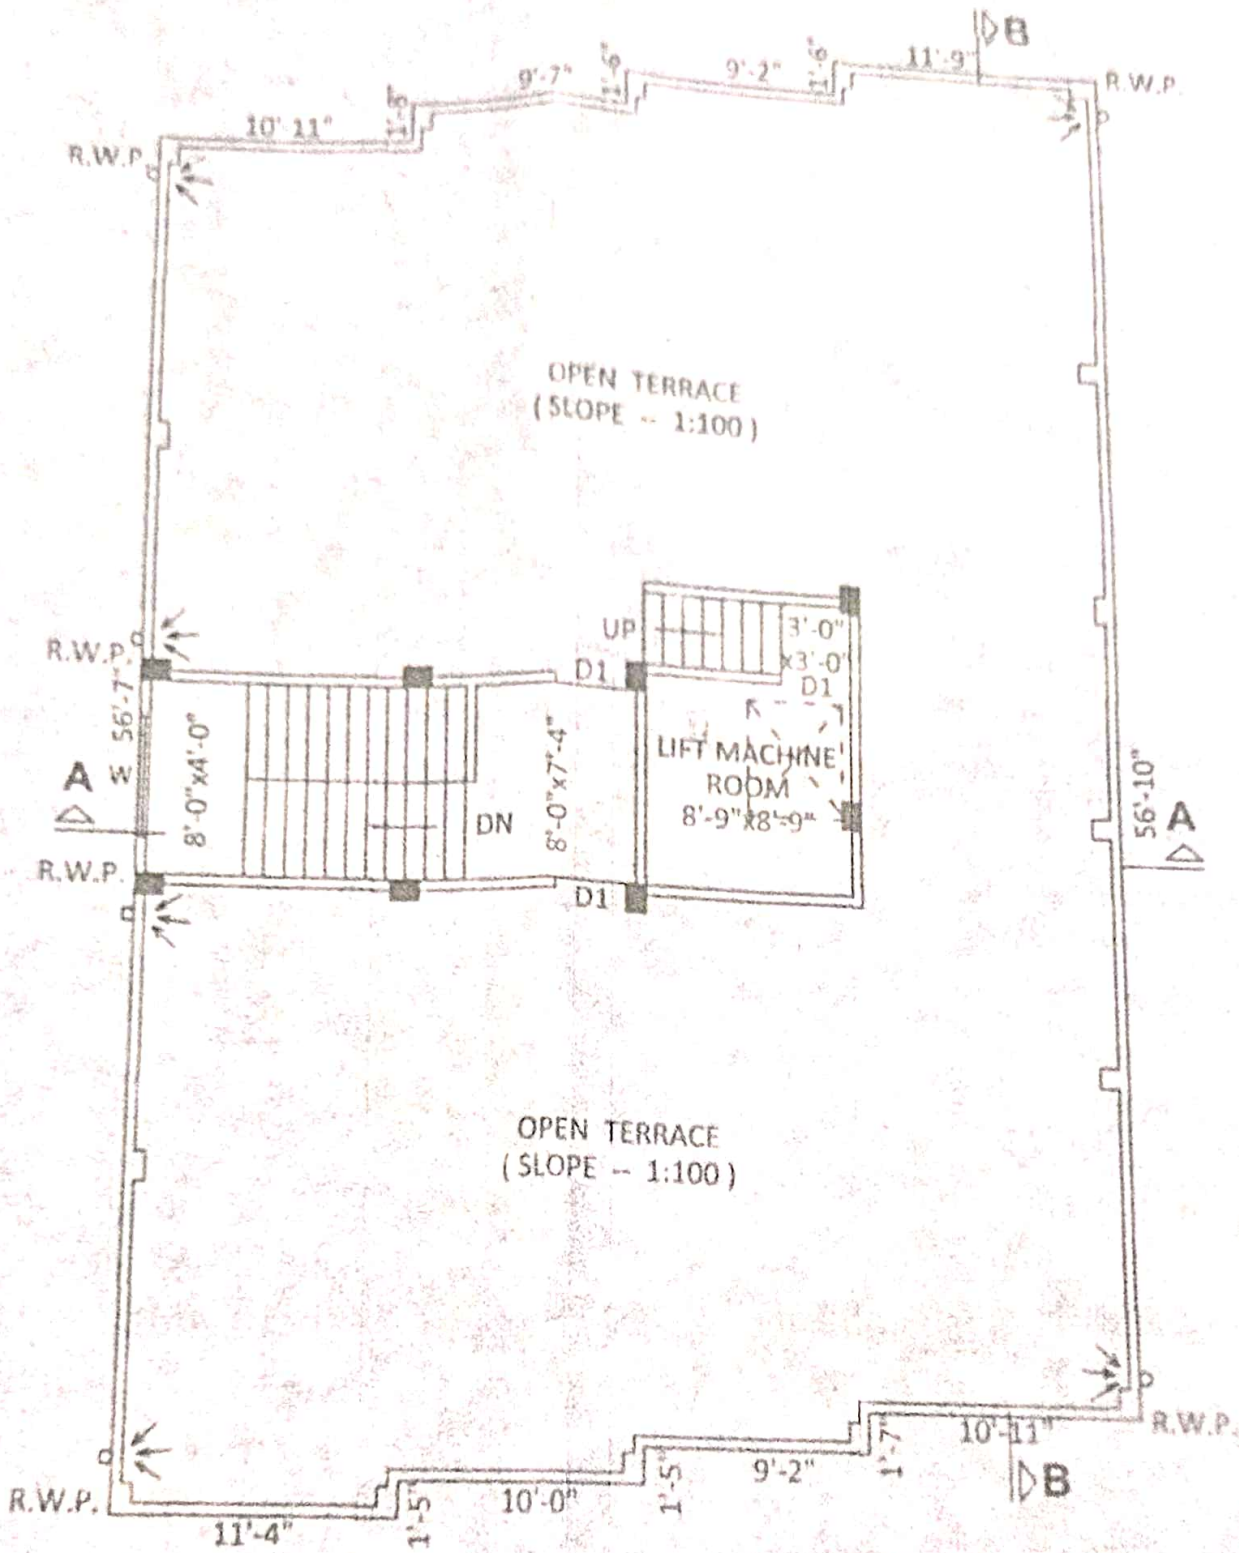 B
11'-9"
9'-7"
1'-6"
9'-2"
1'-6"
R.W.P.
10'-11"
1'-8"
R.W.P.
OPEN TERRACE
(SLOPE -- 1:100)
UP
3'-0"
x3'-0"
D1
R.W.P.
D1
W 56'-7"
8'-0"x4'-0"
8'-0"x7'-4"
LIFT MACHINE
ROOM
8'-9"x8'-9"
A
DN
56'-10"
A
R.W.P.
D1
OPEN TERRACE
(SLOPE -- 1:100)
R.W.P.
10'-11"
1'-7"
9'-2"
B
1'-5"
10'-0"
R.W.P.
1'-5"
11'-4"